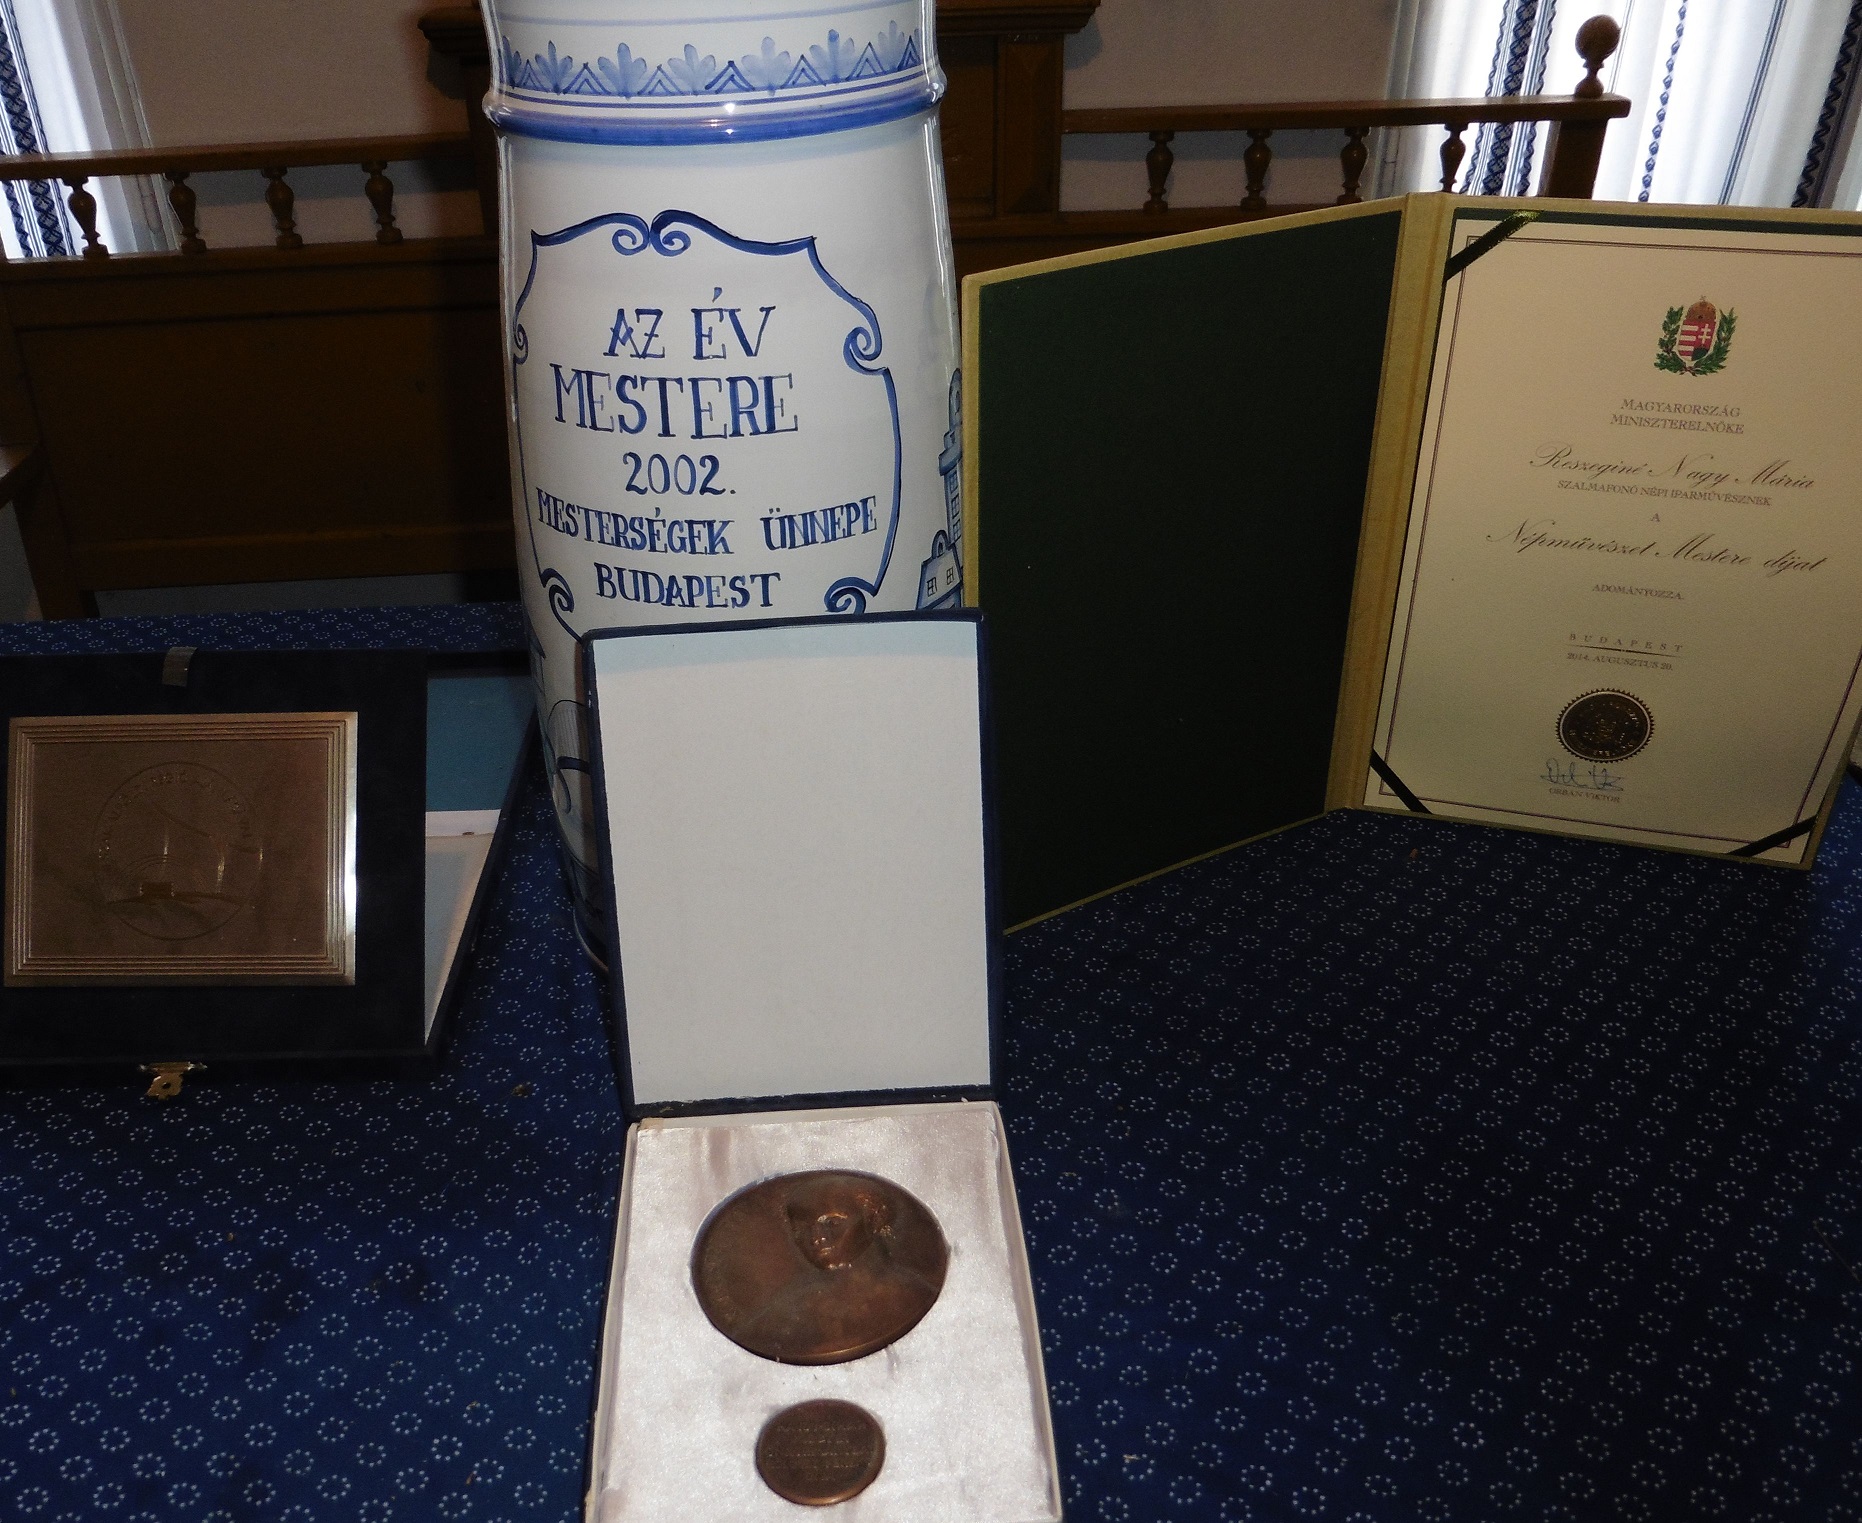 AZ ÉV
MESTERE
2002.
MESTERSÉGEK ÜNNEPE
BUDAPEST
MAGYARORSZÁG
MINISZTERELNÖKE
Reszeginé Nagy Mária
SZALMAFONÓ NÉPI IPARMŰVÉSZNEK
A
Népművészet Mestere díjat
ADOMÁNYOZZA.
BUDAPEST
2014. AUGUSZTUS 20.
ORBÁN VIKTOR